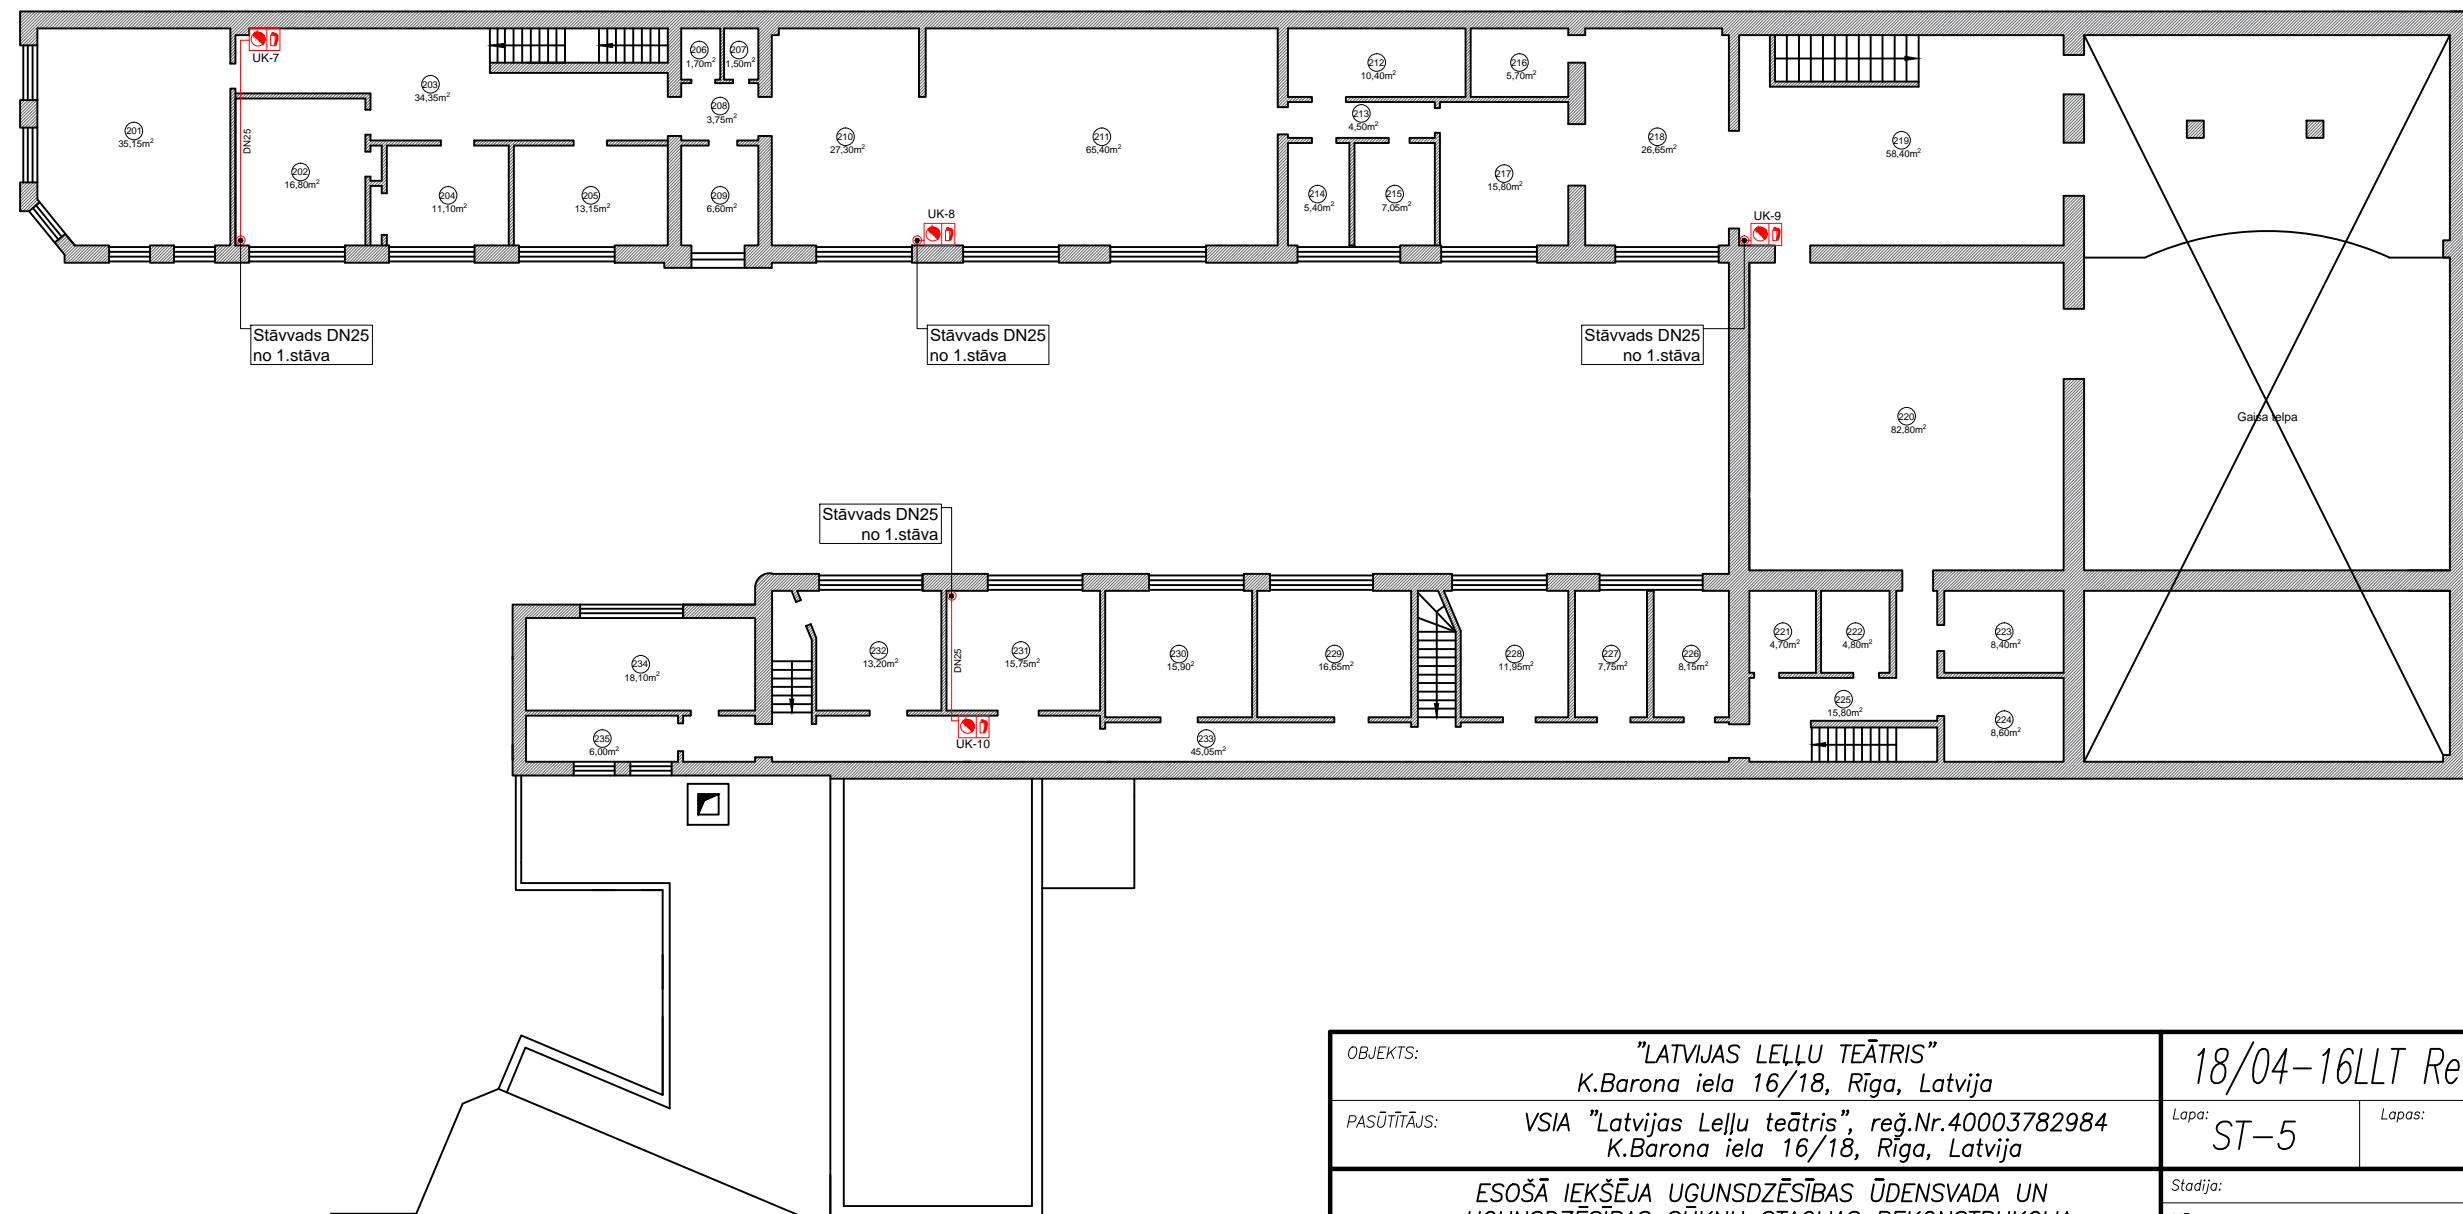 UK-7
206
1,70m²
207
1,50m²
203
34,35m²
208
3,75m²
201
35,15m²
DN25
202
16,80m²
204
11,10m²
205
13,15m²
209
6,60m²
210
27,30m²
211
65,40m²
212
10,40m²
216
5,70m²
213
4,50m²
214
5,40m²
215
7,05m²
217
15,80m²
218
26,65m²
219
58,40m²
UK-8
UK-9
Stāvvads DN25
no 1.stāva
Stāvvads DN25
no 1.stāva
Stāvvads DN25
no 1.stāva
220
82,80m²
Gaisa telpa
Stāvvads DN25
no 1.stāva
234
18,10m²
232
13,20m²
DN25
231
15,75m²
230
15,90²
229
16,65m²
228
11,95m²
227
7,75m²
226
8,15m²
221
4,70m²
222
4,80m²
223
8,40m²
225
15,80m²
224
8,60m²
235
6,00m²
UK-10
233
45,05m²
OBJEKTS:
"LATVIJAS LEĻĻU TEĀTRIS"
K.Barona iela 16/18, Rīga, Latvija
18/04-16LLT Re
PASŪTĪTĀJS:
VSIA "Latvijas Leļļu teātris", reģ.Nr.40003782984
K.Barona iela 16/18, Rīga, Latvija
Lapa:
ST-5
Lapas:
ESOŠĀ IEKŠĒJA UGUNSDZĒSĪBAS ŪDENSVADA UN
UGUNSDZĒSĪBAS SŪKŅU STACIJAS REKONSTRUKCIJA
Stadija: